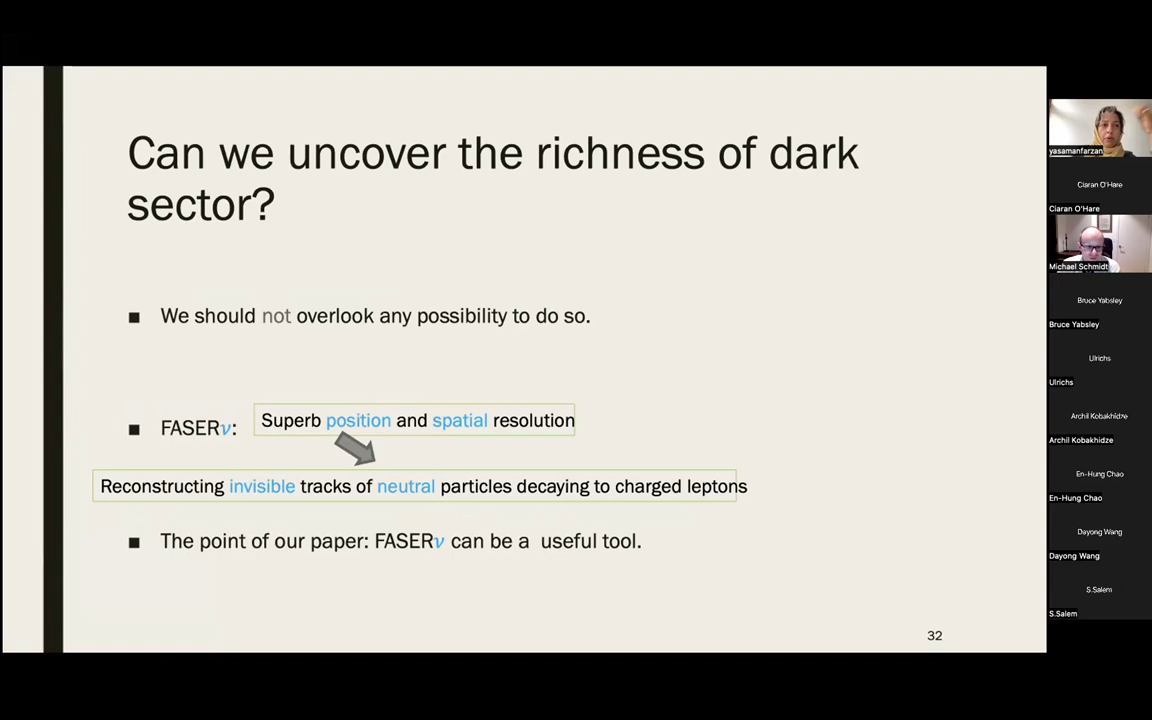 Can we uncover the richness of dark
sector?
■ We should not overlook any possibility to do so.
■ FASERν:
Superb position and spatial resolution
Reconstructing invisible tracks of neutral particles decaying to charged leptons
■ The point of our paper: FASERν can be a useful tool.
32
yasamanfarzan
Ciaran O'Hare
Ciaran O'Hare
Michael Schmidt
Bruce Yabsley
Bruce Yabsley
Ulrichs
Ulrichs
Archil Kobakhidze
Archil Kobakhidze
En-Hung Chao
En-Hung Chao
Dayong Wang
Dayong Wang
S.Salem
S.Salem